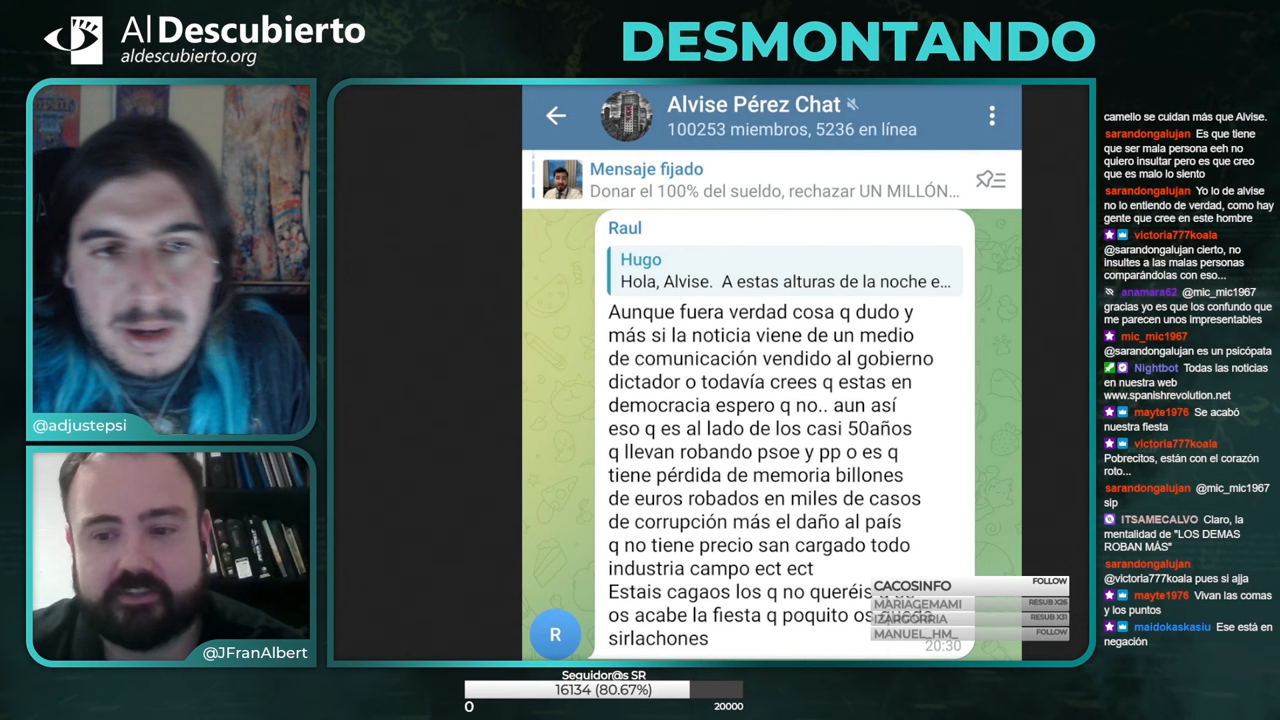 Al Descubierto
aldescubierto.org
DESMONTANDO
@adjustepsi
@JFranAlbert
Alvise Pérez Chat
100253 miembros, 5236 en línea
Mensaje fijado
Donar el 100% del sueldo, rechazar UN MILLÓN...
Raul
Hugo
Hola, Alvise. A estas alturas de la noche e...
Aunque fuera verdad cosa q dudo y
más si la noticia viene de un medio
de comunicación vendido al gobierno
dictador o todavía crees q estas en
democracia espero q no.. aun así
eso q es al lado de los casi 50años
q llevan robando psoe y pp o es q
tiene pérdida de memoria billones
de euros robados en miles de casos
de corrupción más el daño al país
q no tiene precio san cargado todo
industria campo ect ect
Estais cagaos los q no queréis
os acabe la fiesta q poquito os queda
sirlachones
20:30
R
CACOSINFO FOLLOW
MARIAGEMAMI RESUB X26
IZARGORRIA RESUB X31
MANUEL_HM_ FOLLOW
camello se cuidan más que Alvise.
sarandongalujan Es que tiene
que ser mala persona eeh no
quiero insultar pero es que creo
que es malo lo siento
sarandongalujan Yo lo de alvise
no lo entiendo de verdad, como hay
gente que cree en este hombre
victoria777koala
@sarandongalujan cierto, no
insultes a las malas personas
comparándolas con eso...
anamara62 @mic_mic1967
gracias yo es que los confundo que
me parecen unos impresentables
mic_mic1967
@sarandongalujan es un psicópata
Nightbot Todas las noticias
en nuestra web
www.spanishrevolution.net
mayte1976 Se acabó
nuestra fiesta
victoria777koala
Pobrecitos, están con el corazón
roto...
sarandongalujan @mic_mic1967
sip
ITSAMECALVO Claro, la
mentalidad de "LOS DEMAS
ROBAN MÁS"
sarandongalujan
@victoria777koala pues si ajja
mayte1976 Vivan las comas
y los puntos
maidokaskasiu Ese está en
negación
Seguidor@s SR
16134 (80.67%)
0 20000